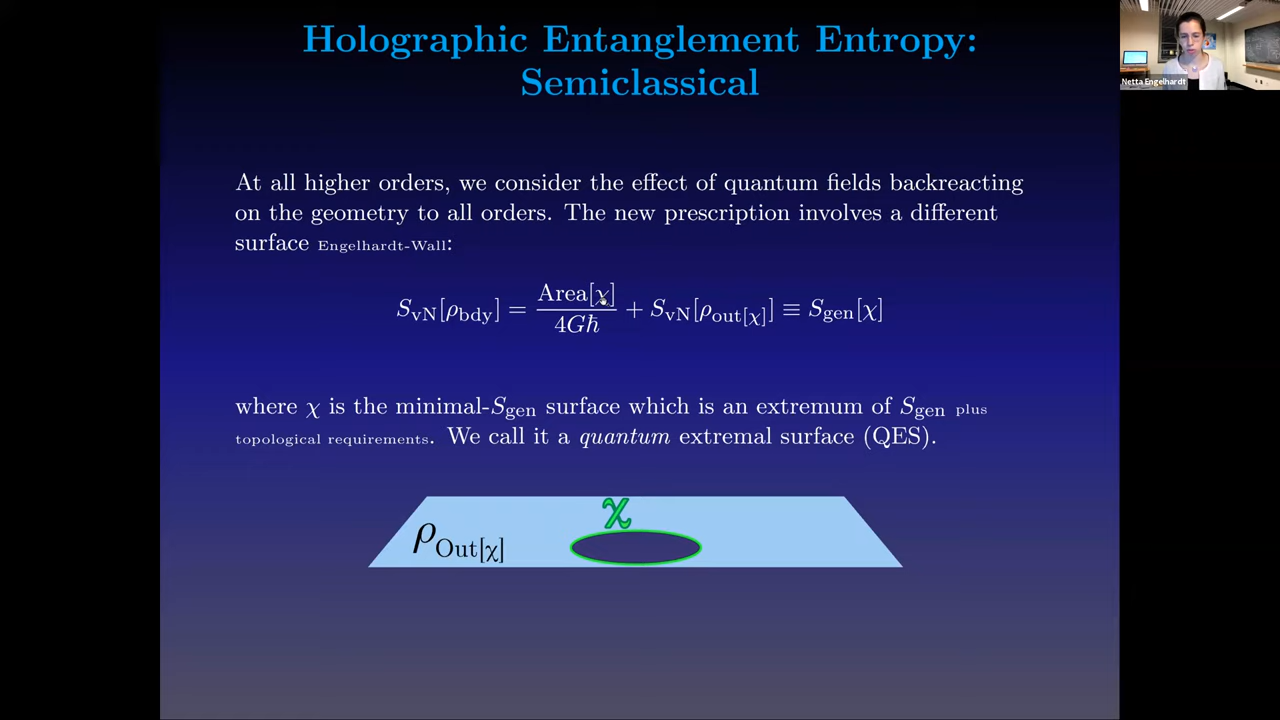 Holographic Entanglement Entropy:
Semiclassical
Netta Engelhardt
At all higher orders, we consider the effect of quantum fields backreacting
on the geometry to all orders. The new prescription involves a different
surface Engelhardt-Wall:
S_vN[ρ_bdy] = Area[χ]/4Gℏ + S_vN[ρ_out[χ]] ≡ S_gen[χ]
where χ is the minimal-S_gen surface which is an extremum of S_gen plus
topological requirements. We call it a quantum extremal surface (QES).
χ
ρ_Out[χ]